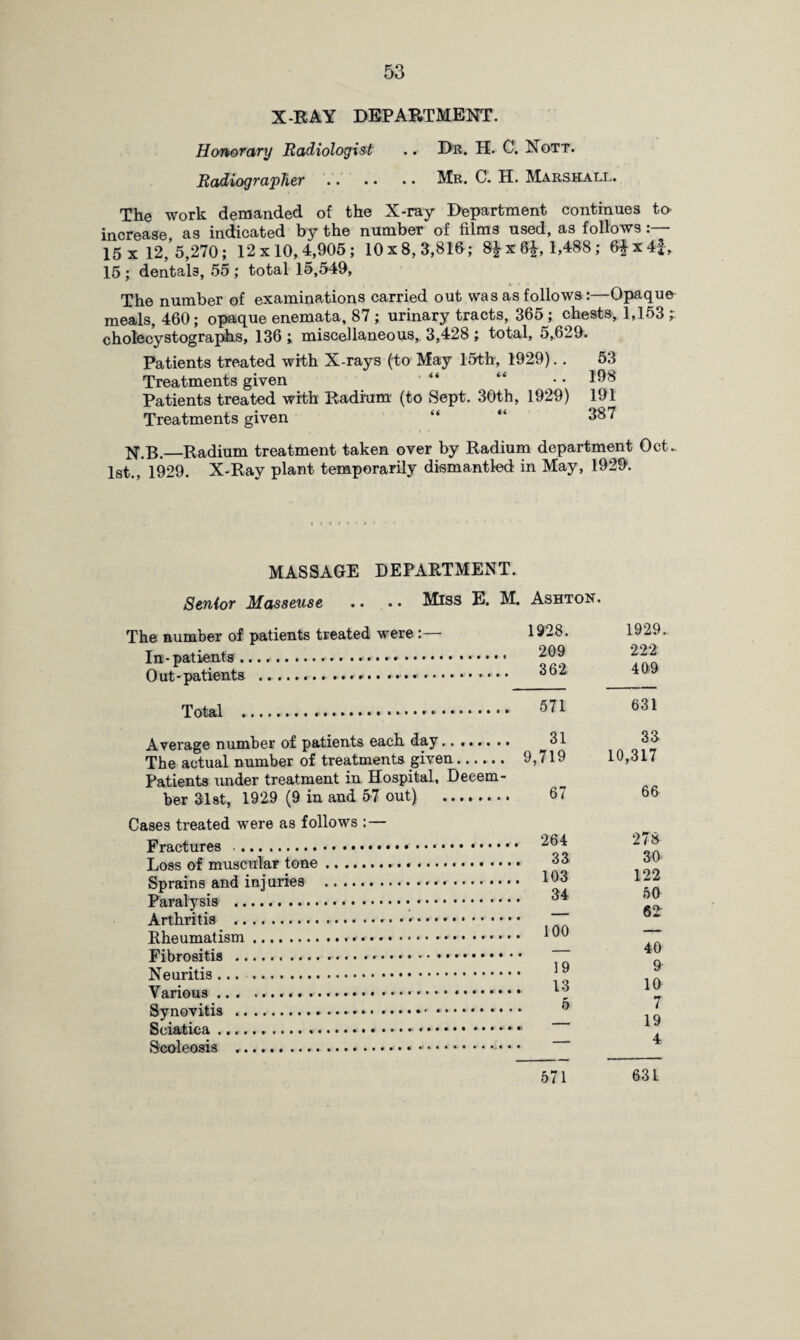 53
X-RAY DEPARTMENT.
Honorary Radiologist .. Dr. H. C. Nott.
Radiographer .. .. .. Mr. C. H. Marshall.
The work demanded of the X-ray Department continues to
increase, as indicated by the number of films used, as follows:—
15 x 12, 5,270; 12 x 10, 4,905; 10 x 8, 3,816; 8½ x 6½, 1,488; 6½ x 4¾,
15; dentals, 55; total 15,549,
The number of examinations carried out was as follows:—Opaque
meals, 460; opaque enemata, 87; urinary tracts, 365; chests, 1,153;
cholecystographs, 136; miscellaneous, 3,428; total, 5,629.
Patients treated with X-rays (to May 15th, 1929).. 53
Treatments given “ “ .. 198
Patients treated with Radium (to Sept. 30th, 1929) 191
Treatments given “ “ 387
N.B.—Radium treatment taken over by Radium department Oct.
1st., 1929. X-Ray plant temporarily dismantled in May, 1929.
MASSAGE DEPARTMENT.
Senior Masseuse .. .. Miss E. M. Ashton.
The number of patients treated were:— 1928. 1929.
In-patients 209 222
Out-patients 362 409
Total 571 631
Average number of patients each day 31 33
The actual number of treatments given 9,719 10,317
Patients under treatment in Hospital, Decem-
ber 31st, 1929 (9 in and 57 out) 67 66
Cases treated were as follows:—
Fractures 264 278
Loss of muscular tone 33 30
Sprains and injuries 103 122
Paralysis 34 50
Arthritis — 62
Rheumatism 100 —
Fibrositis — 40
Neuritis 19 9
Various 13 10
Synovitis 5 7
Sciatica — 19
Scoleosis — 4
571 631